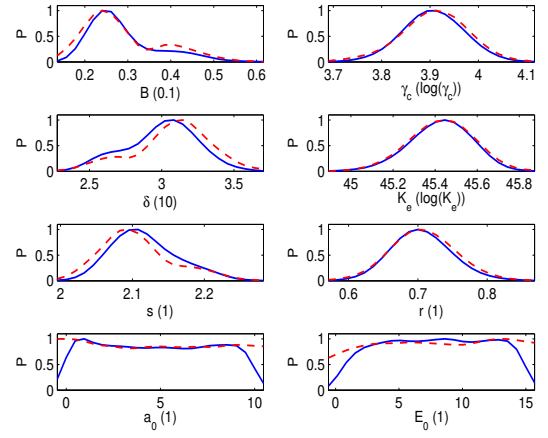 P
1
0.5
0
0.2 0.3 0.4 0.5 0.6
B (0.1)
1
0.5
0
3.7 3.8 3.9 4 4.1
γc (log(γc))
P
1
0.5
0
2.5 3 3.5
δ (10)
1
0.5
0
45 45.2 45.4 45.6 45.8
Ke (log(Ke))
P
1
0.5
0
2 2.1 2.2
s (1)
1
0.5
0
0.6 0.7 0.8
r (1)
P
1
0.5
0
0 5 10
a0 (1)
1
0.5
0
0 5 10 15
E0 (1)